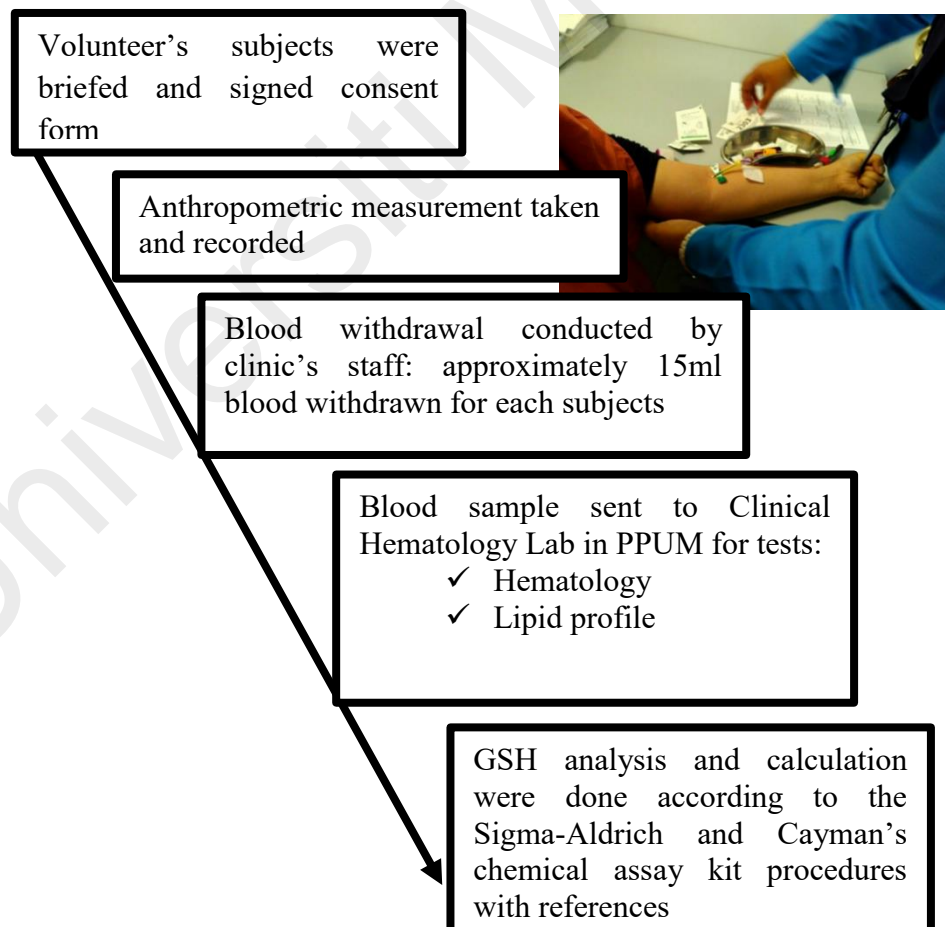 Volunteer's subjects were
briefed and signed consent
form
Anthropometric measurement taken
and recorded
Blood withdrawal conducted by
clinic's staff: approximately 15ml
blood withdrawn for each subjects
Blood sample sent to Clinical
Hematology Lab in PPUM for tests:
✓ Hematology
✓ Lipid profile
GSH analysis and calculation
were done according to the
Sigma-Aldrich and Cayman's
chemical assay kit procedures
with references